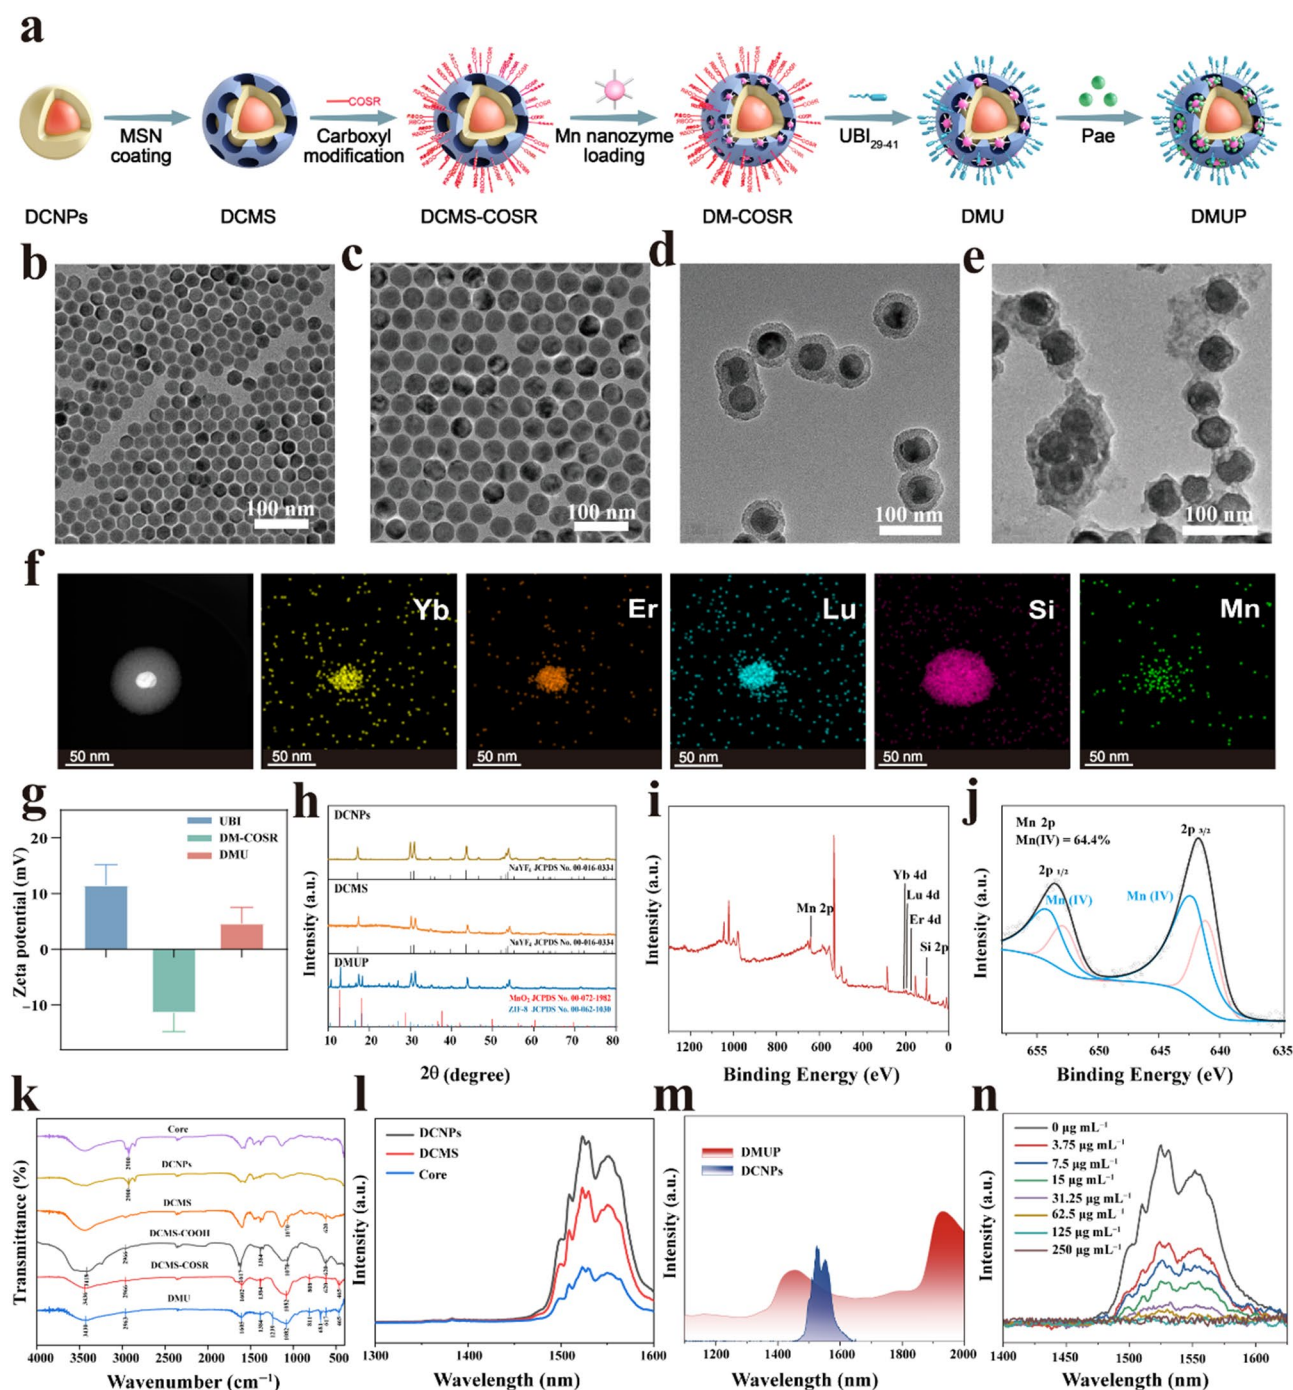 a
COSR
MSN
coating
Carboxyl
modification
Mn nanozyme
loading
UBI29-41
Pae
DCNPs
DCMS
DCMS-COSR
DM-COSR
DMU
DMUP
b
100 nm
c
100 nm
d
100 nm
e
100 nm
f
50 nm
Yb
50 nm
Er
50 nm
Lu
50 nm
Si
50 nm
Mn
50 nm
g
UBI
DM-COSR
DMU
20
10
0
−10
Zeta potential (mV)
h
DCNPs
NaYF4 JCPDS No. 00-016-0334
DCMS
NaYF4 JCPDS No. 00-016-0334
DMUP
MnO2 JCPDS No. 00-072-1982
ZIF-8 JCPDS No. 00-062-1030
10 20 30 40 50 60 70 80
2θ (degree)
Intensity (a.u.)
i
Mn 2p
Yb 4d
Lu 4d
Er 4d
Si 2p
1200 1000 800 600 400 200 0
Binding Energy (eV)
Intensity (a.u.)
j
Mn 2p
Mn(IV) = 64.4%
2p 3/2
2p 1/2
Mn (IV)
Mn (IV)
655 650 645 640 635
Binding Energy (eV)
Intensity (a.u.)
k
Core
2980
DCNPs
DCMS
1078
620
DCMS-COOH
DCMS-COSR
DMU
4000 3000 2000 1000 500
Wavenumber (cm−1)
Transmittance (%)
l
DCNPs
DCMS
Core
1300 1400 1500 1600
Wavelength (nm)
Intensity (a.u.)
m
DMUP
DCNPs
1200 1400 1600 1800 2000
Wavelength (nm)
Intensity (a.u.)
n
0 μg mL−1
3.75 μg mL−1
7.5 μg mL−1
15 μg mL−1
31.25 μg mL−1
62.5 μg mL−1
125 μg mL−1
250 μg mL−1
1400 1450 1500 1550 1600
Wavelength (nm)
Intensity (a.u.)